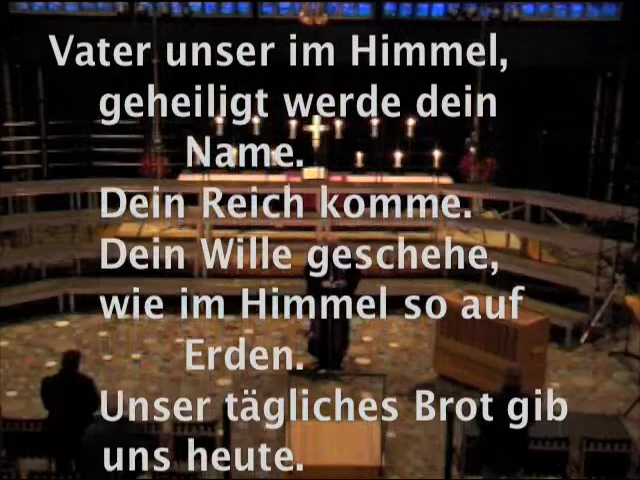 Vater unser im Himmel,
geheiligt werde dein
Name.
Dein Reich komme.
Dein Wille geschehe,
wie im Himmel so auf
Erden.
Unser tägliches Brot gib
uns heute.